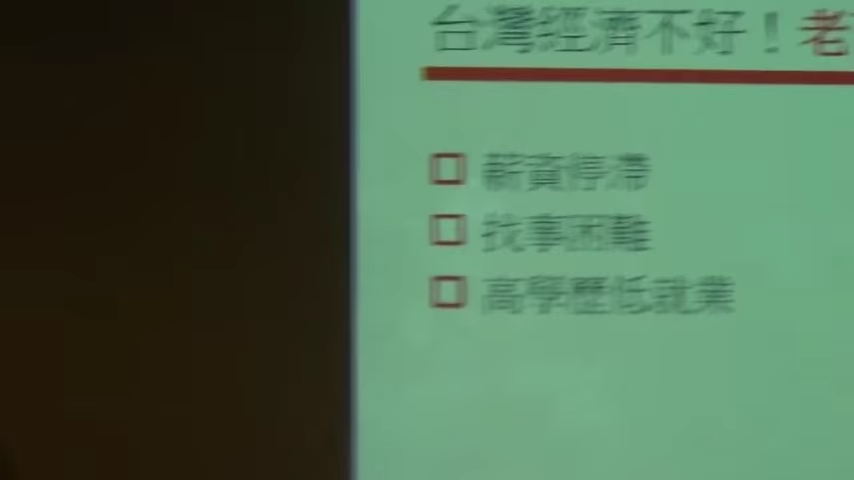 台灣經濟不好！老
薪資停滯
找事困難
高學歷低就業